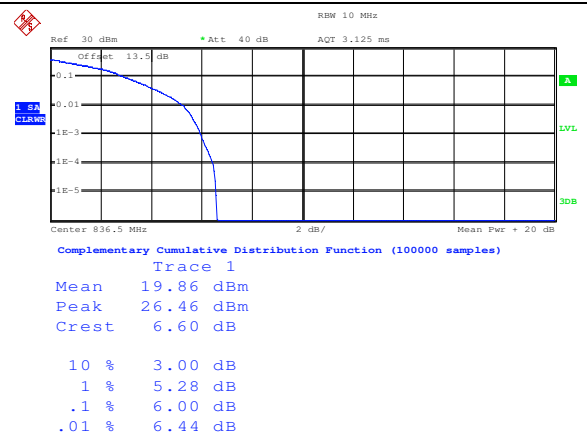 RBW 10 MHz
Ref 30 dBm *Att 40 dB AQT 3.125 ms
Offset 13.5 dB
0.1
A
0.01
1 SA
CLRWR
1E-3
LVL
1E-4
1E-5
3DB
Center 836.5 MHz 2 dB/ Mean Pwr + 20 dB
Complementary Cumulative Distribution Function (100000 samples)
Trace 1
Mean 19.86 dBm
Peak 26.46 dBm
Crest 6.60 dB
10 % 3.00 dB
1 % 5.28 dB
.1 % 6.00 dB
.01 % 6.44 dB